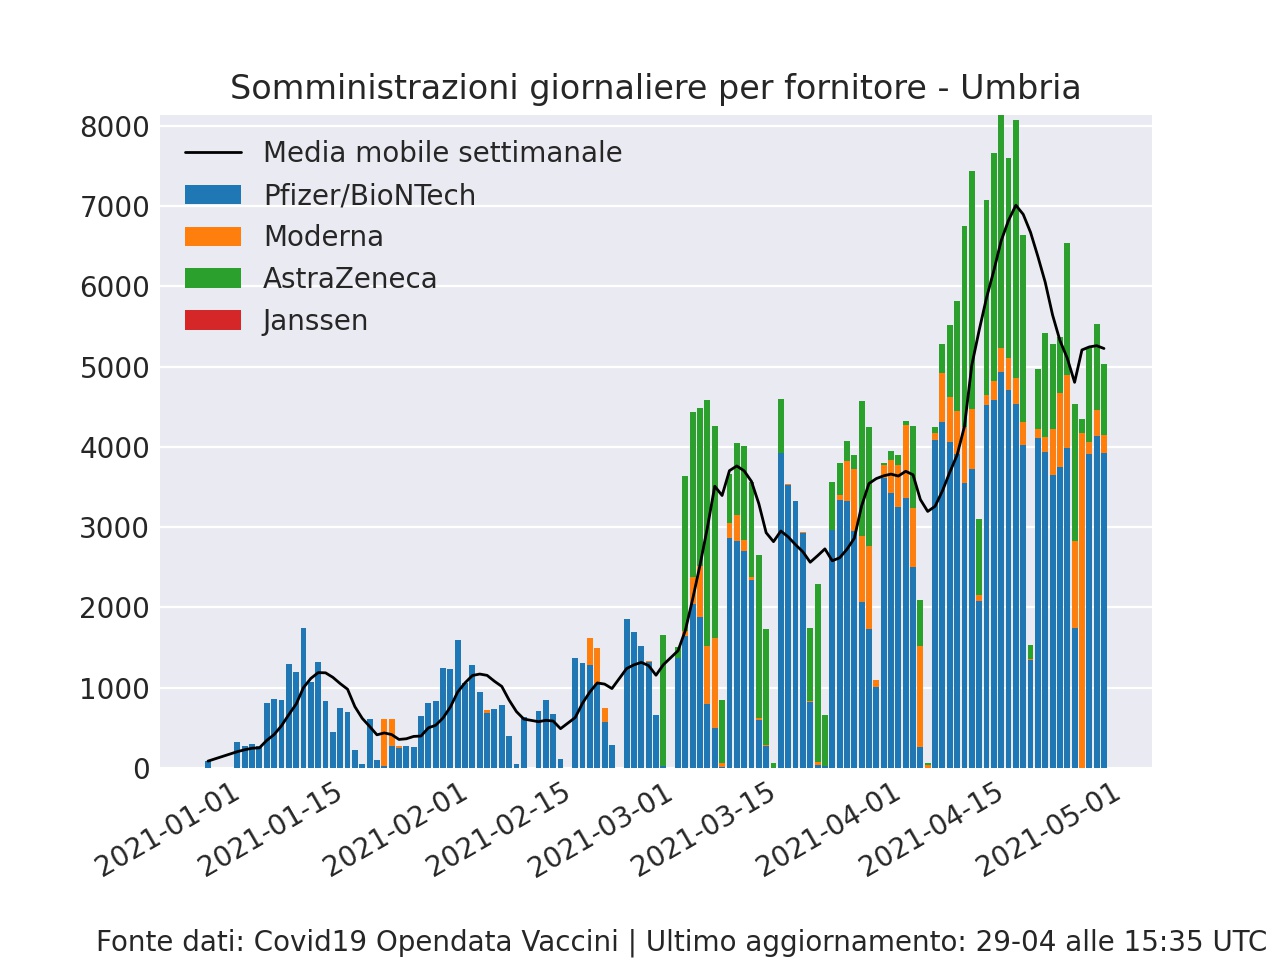 Somministrazioni giornaliere per fornitore - Umbria
8000
7000
6000
5000
4000
3000
2000
1000
0
Media mobile settimanale
Pfizer/BioNTech
Moderna
AstraZeneca
Janssen
2021-01-01
2021-01-15
2021-02-01
2021-02-15
2021-03-01
2021-03-15
2021-04-01
2021-04-15
2021-05-01
Fonte dati: Covid19 Opendata Vaccini | Ultimo aggiornamento: 29-04 alle 15:35 UTC